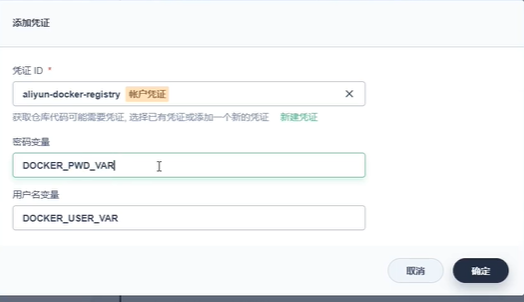 添加凭证
凭证 ID *
aliyun-docker-registry 帐户凭证
获取仓库代码可能需要凭证, 选择已有凭证或添加一个新的凭证 新建凭证
密码变量
DOCKER_PWD_VAR
用户名变量
DOCKER_USER_VAR
取消 确定